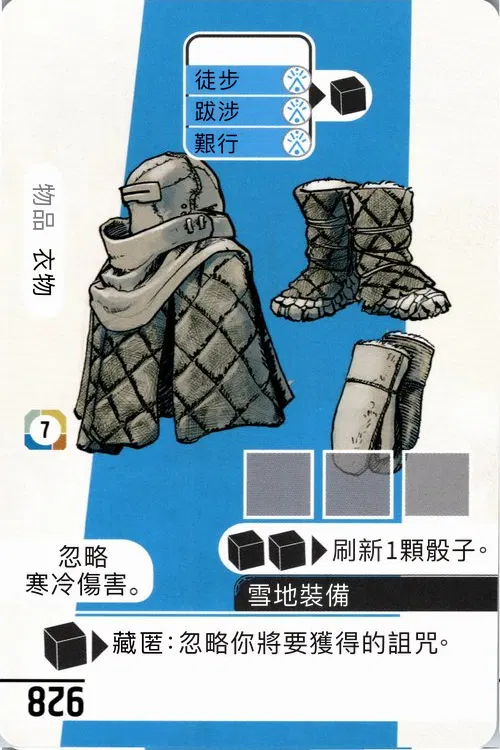 徒步
跋涉
艱行
物品 衣物
7
刷新1顆骰子。
忽略
寒冷傷害。
雪地裝備
藏匿：忽略你將要獲得的詛咒。
826